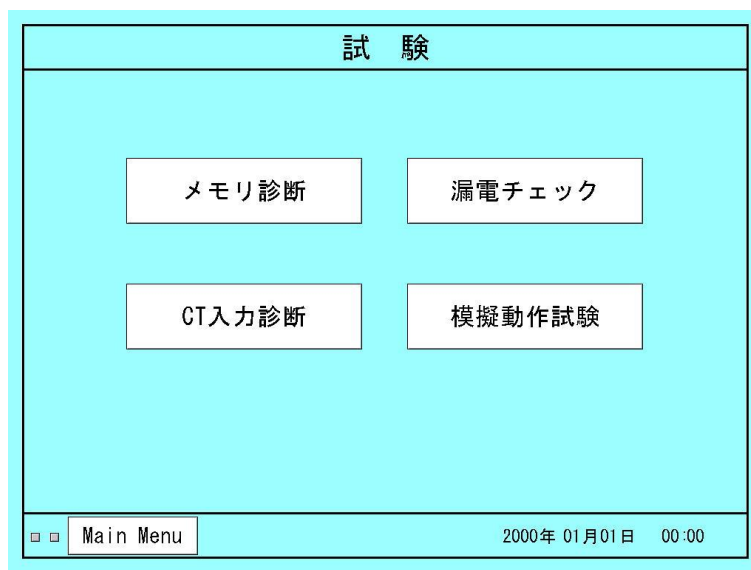 試 験
メモリ診断
漏電チェック
CT入力診断
模擬動作試験
Main Menu
2000年 01月01日 00:00